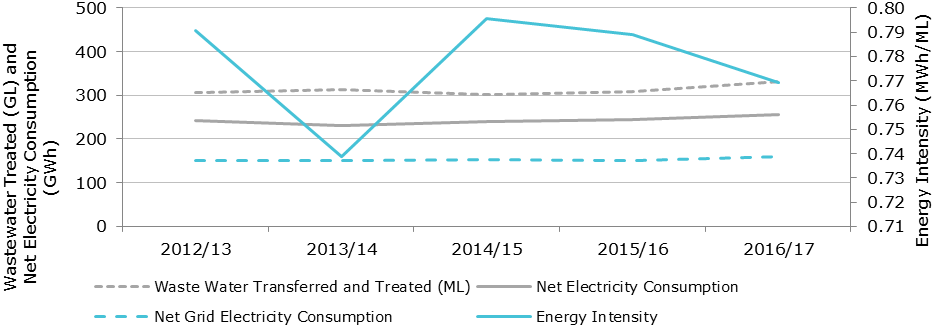 Wastewater Treated (GL) and
Net Electricity Consumption
(GWh)
500
400
300
200
100
0
0.80
0.79
0.78
0.77
0.76
0.75
0.74
0.73
0.72
0.71
Energy Intensity (MWh/ML)
2012/13 2013/14 2014/15 2015/16 2016/17
Waste Water Transferred and Treated (ML) Net Electricity Consumption
Net Grid Electricity Consumption Energy Intensity